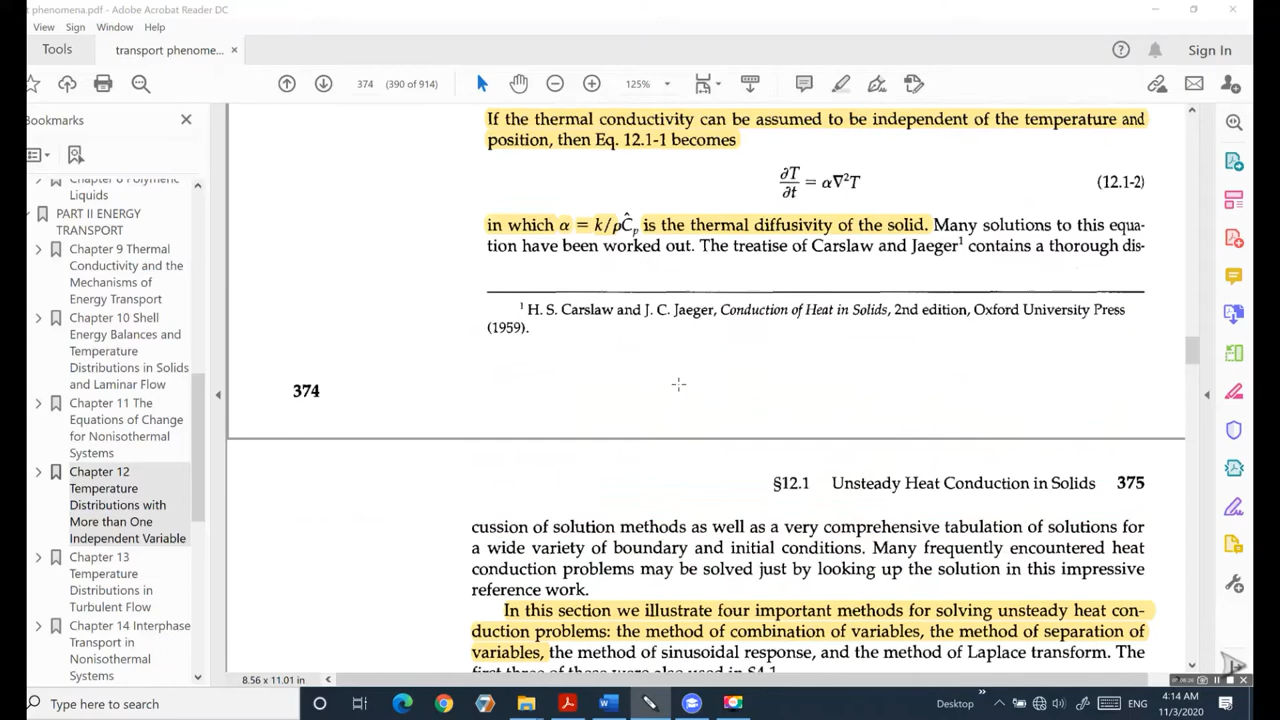 t phenomena.pdf - Adobe Acrobat Reader DC
View Sign Window Help
Tools
transport phenome... ×
Sign In
374 (390 of 914)
125%
Bookmarks
Chapter 8 Polymeric
Liquids
PART II ENERGY
TRANSPORT
Chapter 9 Thermal
Conductivity and the
Mechanisms of
Energy Transport
Chapter 10 Shell
Energy Balances and
Temperature
Distributions in Solids
and Laminar Flow
Chapter 11 The
Equations of Change
for Nonisothermal
Systems
Chapter 12
Temperature
Distributions with
More than One
Independent Variable
Chapter 13
Temperature
Distributions in
Turbulent Flow
Chapter 14 Interphase
Transport in
Nonisothermal
Systems
If the thermal conductivity can be assumed to be independent of the temperature and
position, then Eq. 12.1-1 becomes
∂T/∂t = α∇²T (12.1-2)
in which α = k/ρĈp is the thermal diffusivity of the solid. Many solutions to this equa-
tion have been worked out. The treatise of Carslaw and Jaeger¹ contains a thorough dis-
¹ H. S. Carslaw and J. C. Jaeger, Conduction of Heat in Solids, 2nd edition, Oxford University Press
(1959).
374
§12.1 Unsteady Heat Conduction in Solids 375
cussion of solution methods as well as a very comprehensive tabulation of solutions for
a wide variety of boundary and initial conditions. Many frequently encountered heat
conduction problems may be solved just by looking up the solution in this impressive
reference work.
In this section we illustrate four important methods for solving unsteady heat con-
duction problems: the method of combination of variables, the method of separation of
variables, the method of sinusoidal response, and the method of Laplace transform. The
first three of these were also used in §4.1.
8.56 x 11.01 in
Type here to search
Desktop
ENG
4:14 AM
11/3/2020